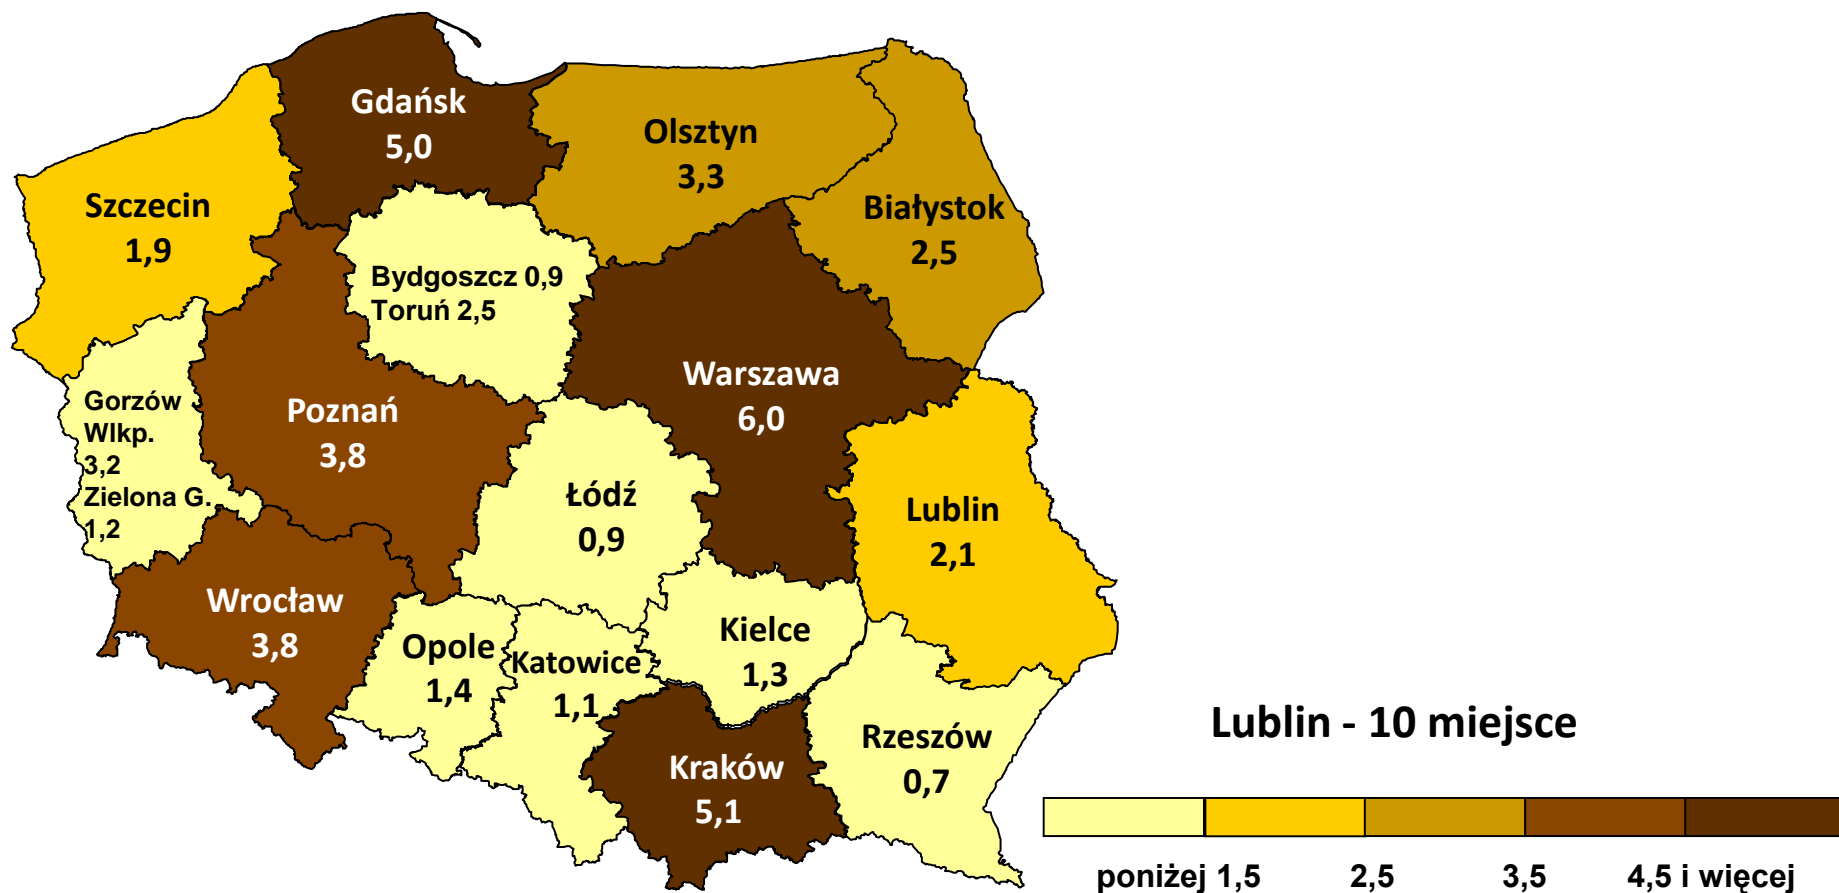 Gdańsk
5,0
Olsztyn
3,3
Szczecin
1,9
Białystok
2,5
Bydgoszcz 0,9
Toruń 2,5
Warszawa
6,0
Gorzów
Wlkp.
3,2
Zielona G.
1,2
Poznań
3,8
Łódź
0,9
Lublin
2,1
Wrocław
3,8
Opole
1,4
Katowice
1,1
Kielce
1,3
Rzeszów
0,7
Kraków
5,1
Lublin - 10 miejsce
poniżej 1,5 2,5 3,5 4,5 i więcej